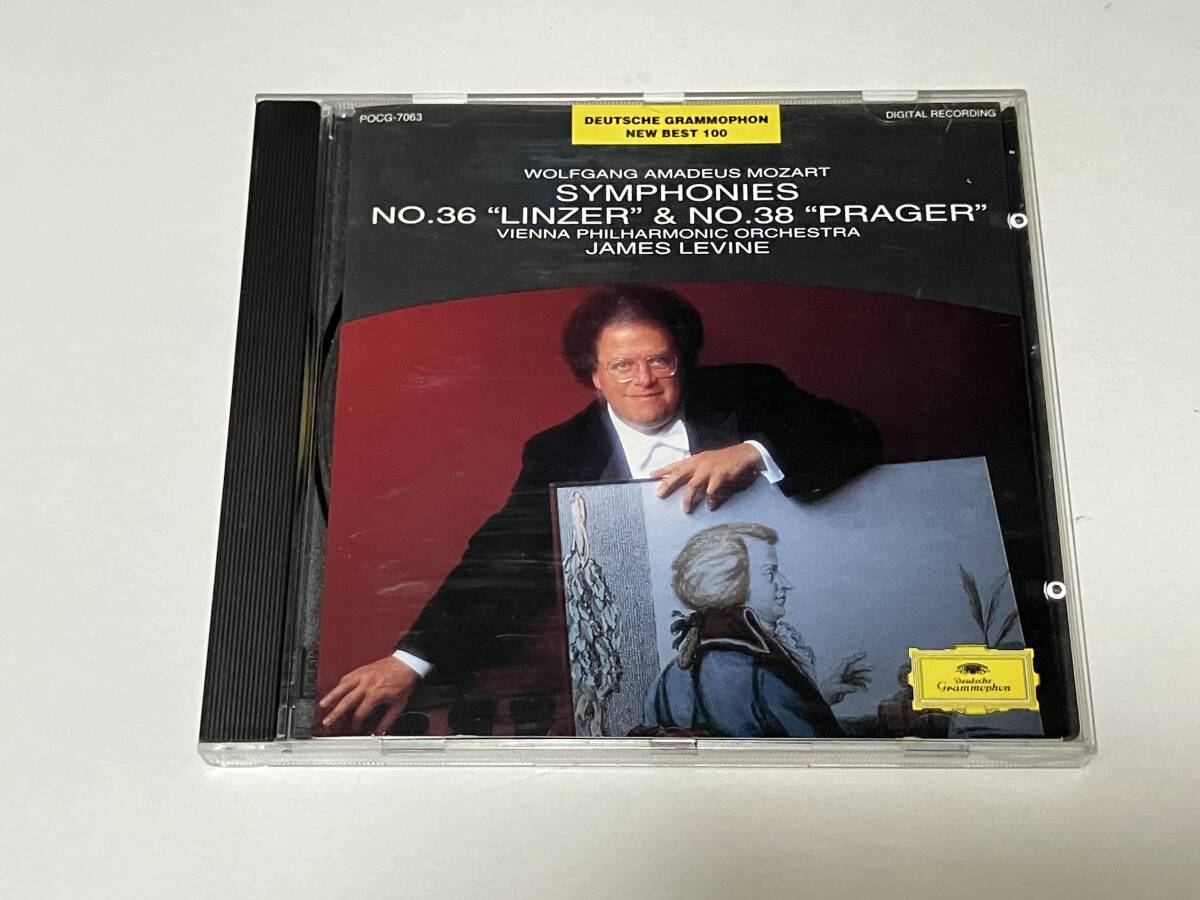 POCG-7063
DEUTSCHE GRAMMOPHON
NEW BEST 100
DIGITAL RECORDING
WOLFGANG AMADEUS MOZART
SYMPHONIES
NO.36 “LINZER” & NO.38 “PRAGER”
VIENNA PHILHARMONIC ORCHESTRA
JAMES LEVINE
Deutsche
Grammophon